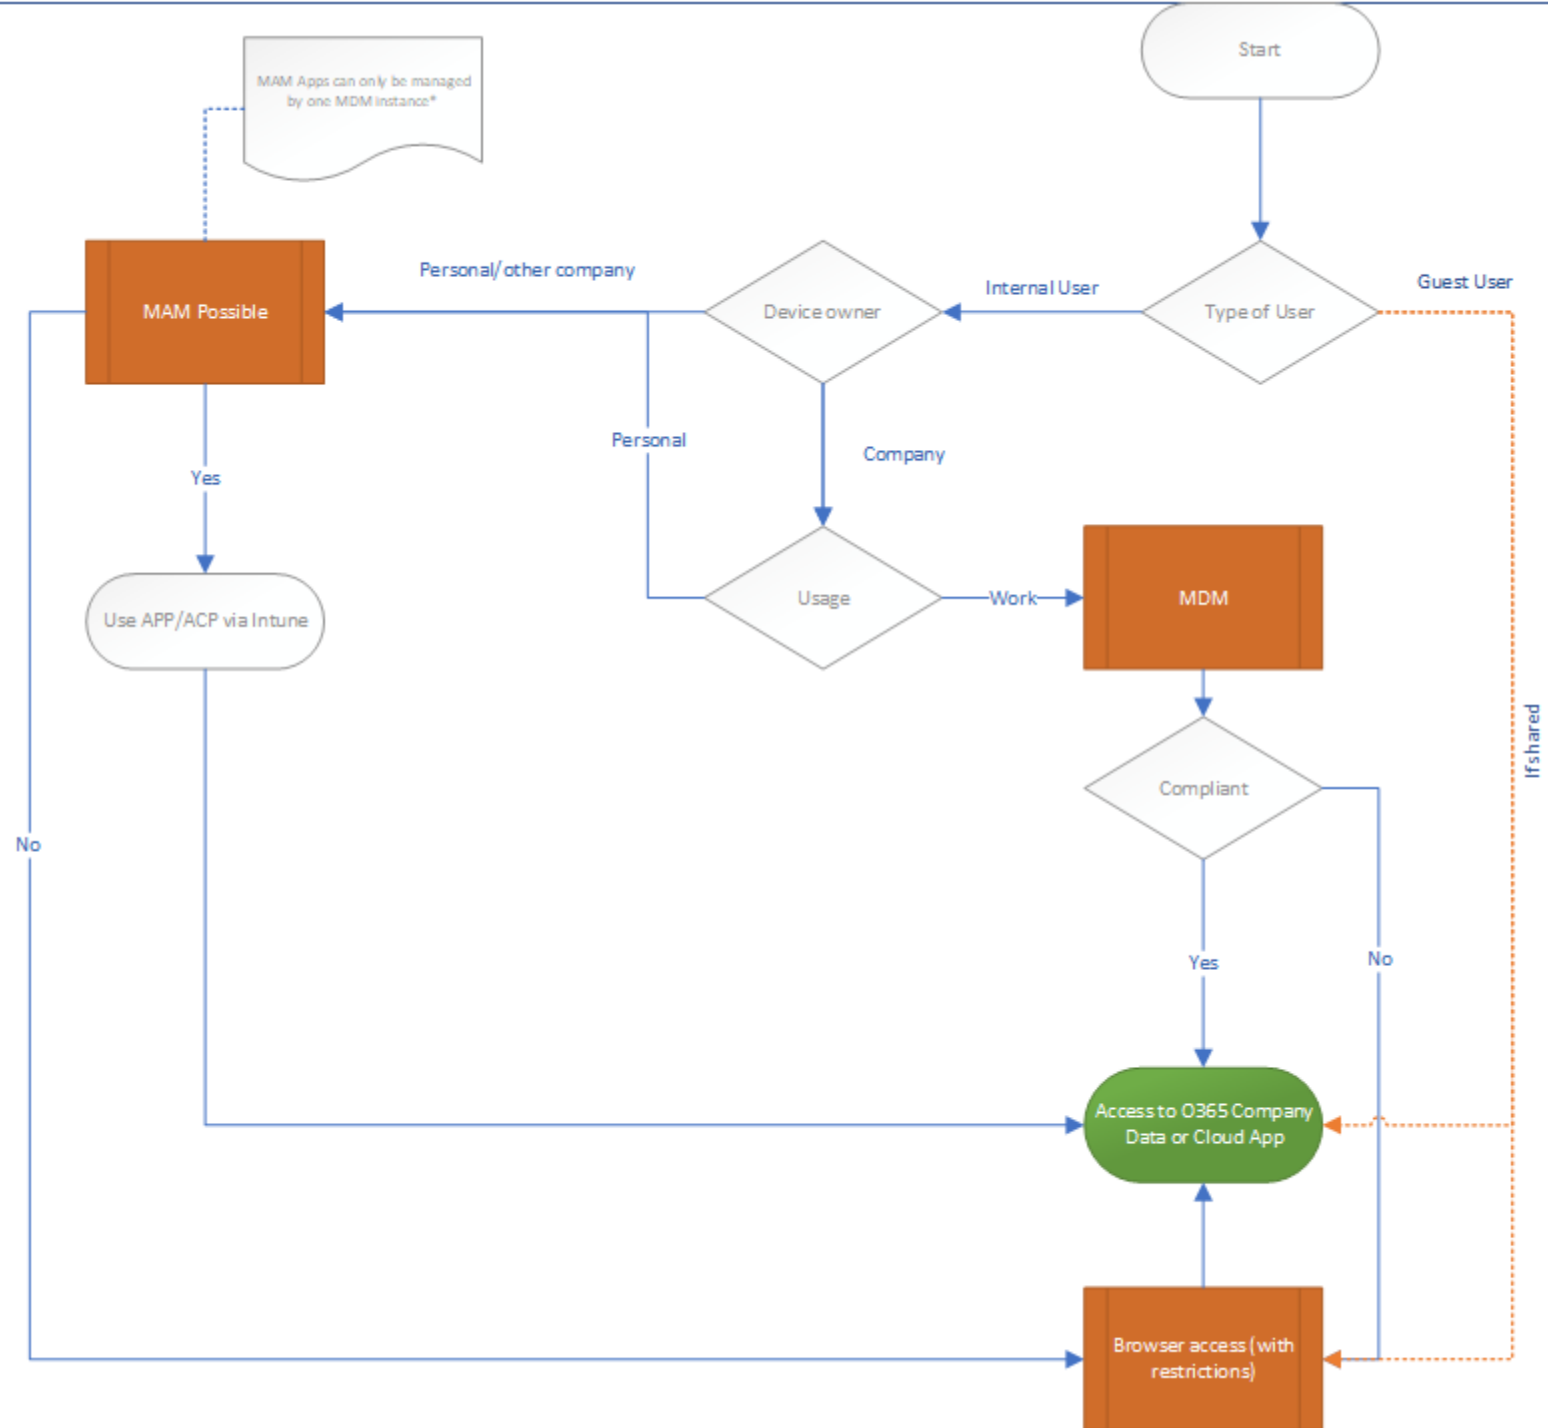 Start
MAM Apps can only be managed
by one MDM instance*
Personal/other company
Internal User
Guest User
MAM Possible
Device owner
Type of User
Personal
Company
Yes
Usage
Work
MDM
Use APP/ACP via Intune
If shared
Compliant
No
Yes
No
Access to O365 Company
Data or Cloud App
Browser access (with
restrictions)